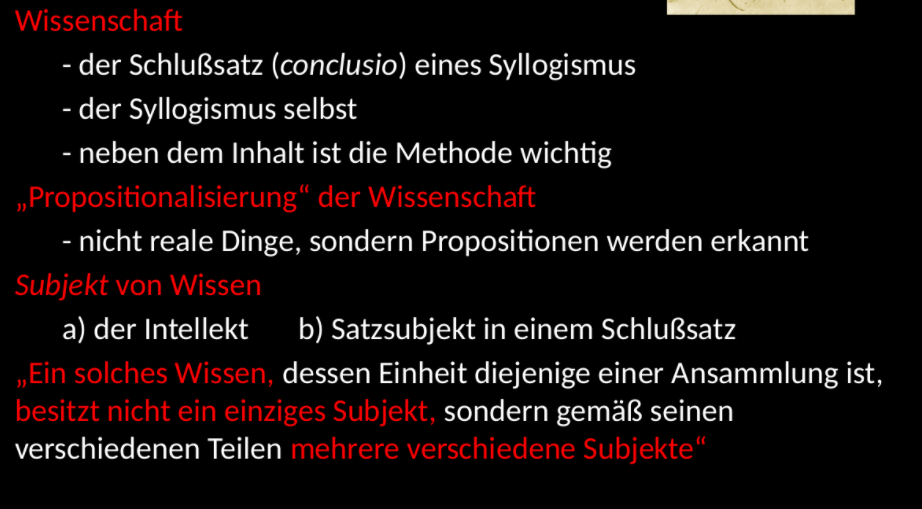 Wissenschaft
- der Schlußsatz (conclusio) eines Syllogismus
- der Syllogismus selbst
- neben dem Inhalt ist die Methode wichtig
„Propositionalisierung“ der Wissenschaft
- nicht reale Dinge, sondern Propositionen werden erkannt
Subjekt von Wissen
a) der Intellekt b) Satzsubjekt in einem Schlußsatz
„Ein solches Wissen, dessen Einheit diejenige einer Ansammlung ist,
besitzt nicht ein einziges Subjekt, sondern gemäß seinen
verschiedenen Teilen mehrere verschiedene Subjekte“